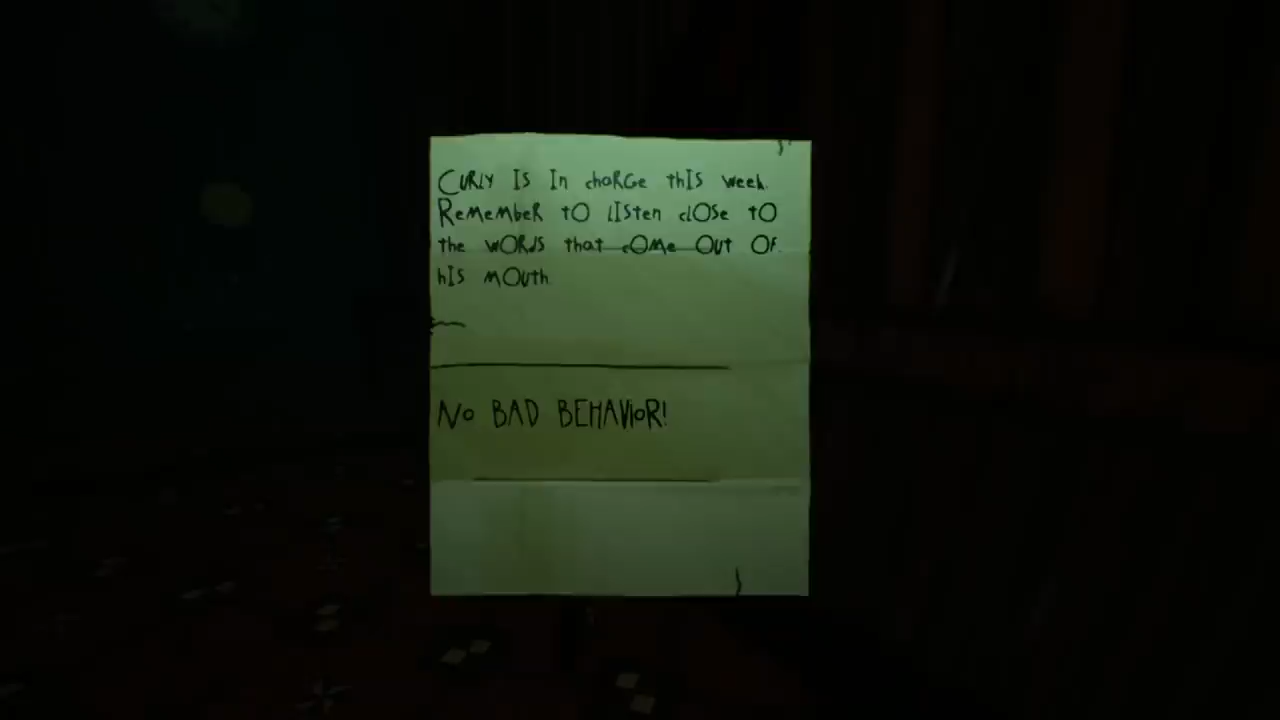 CURLY IS IN chaRGe thIS week.
RemembeR tO LISten clOSe tO
the wORdS that cOMe OUt OF
hIS MOUth
No BAD BEHAVioR!